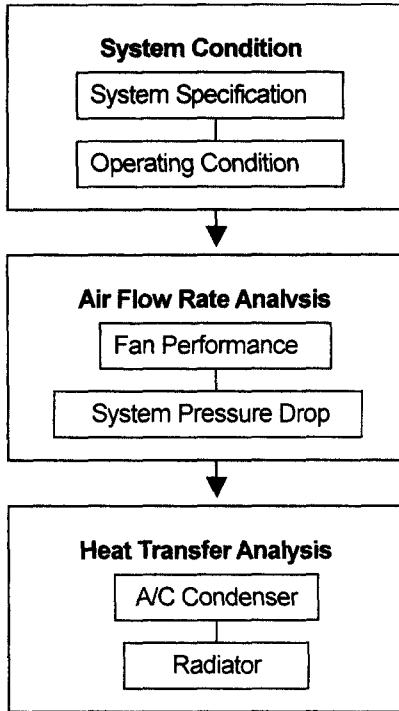 System Condition
System Specification
Operating Condition
Air Flow Rate Analvsis
Fan Performance
System Pressure Drop
Heat Transfer Analysis
A/C Condenser
Radiator